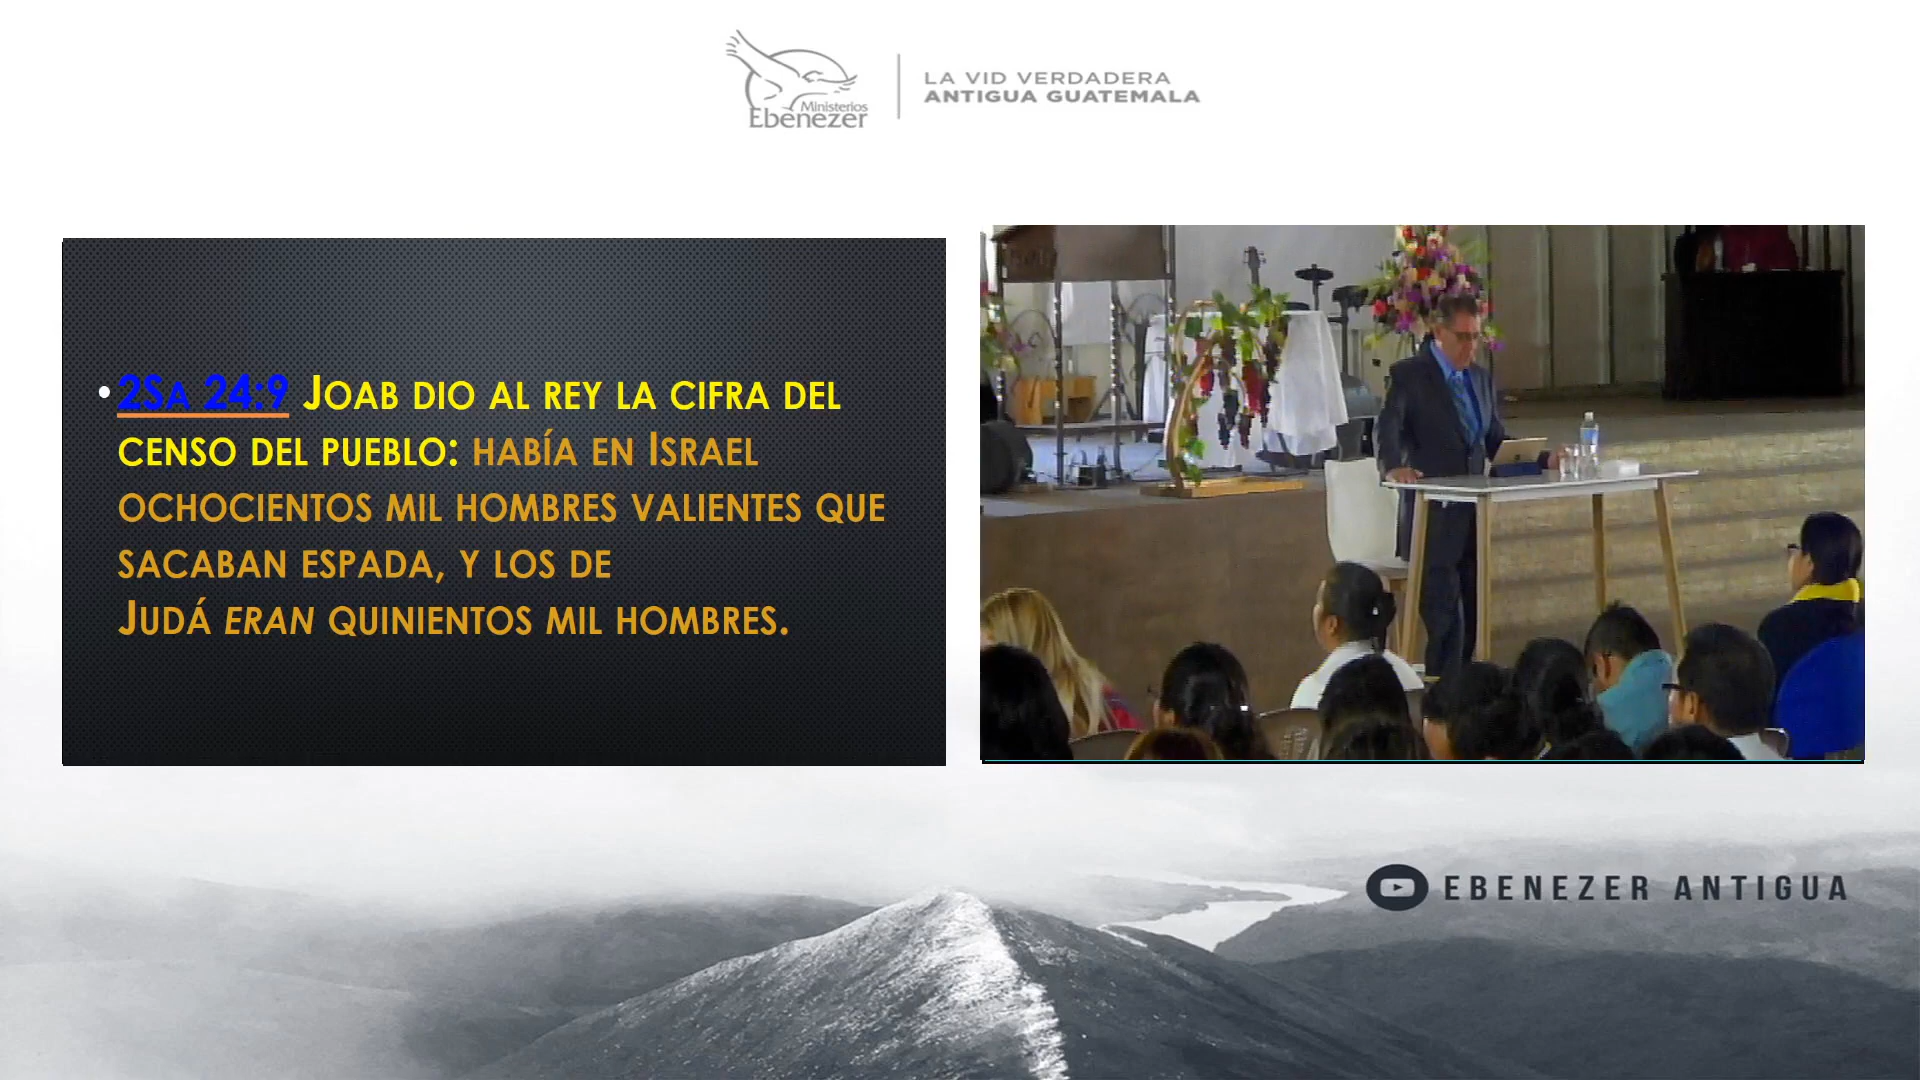 Ministerios
Ebenezer
LA VID VERDADERA
ANTIGUA GUATEMALA
• 2Sa 24:9 Joab dio al rey la cifra del
censo del pueblo: había en Israel
ochocientos mil hombres valientes que
sacaban espada, y los de
Judá eran quinientos mil hombres.
EBENEZER ANTIGUA